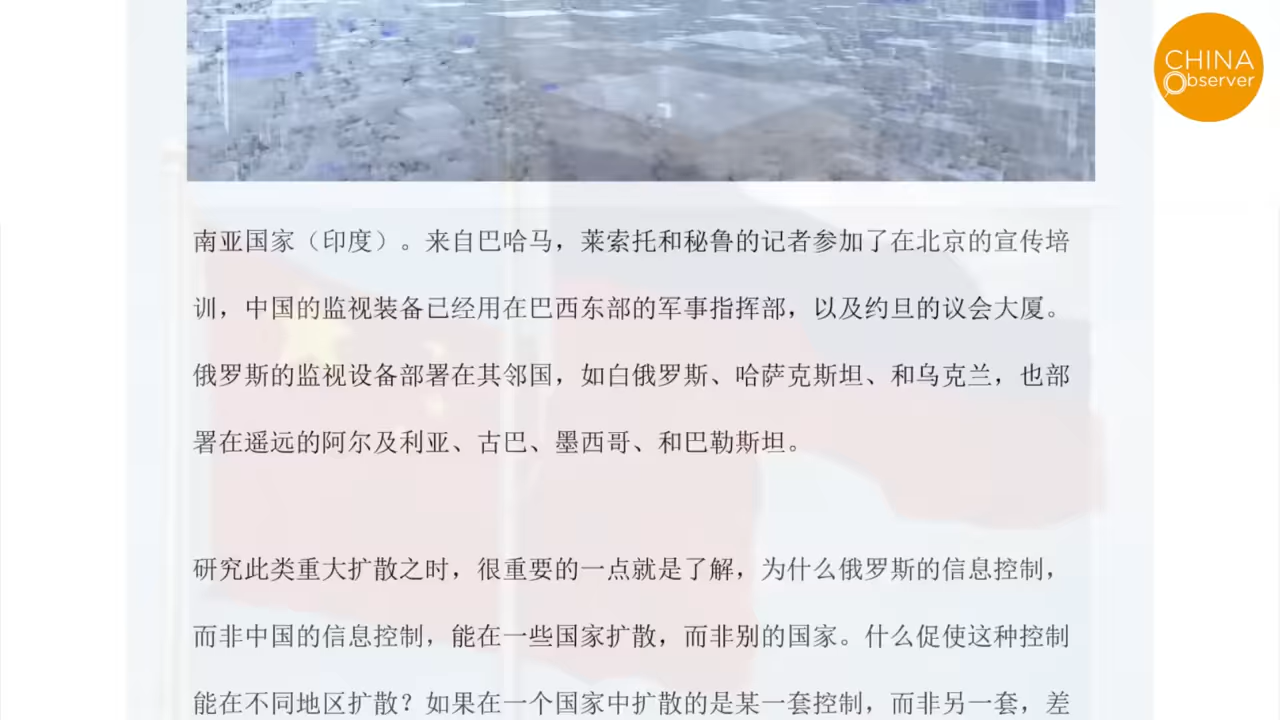 CHINA
Observer
南亚国家（印度）。来自巴哈马，莱索托和秘鲁的记者参加了在北京的宣传培
训，中国的监视装备已经用在巴西东部的军事指挥部，以及约旦的议会大厦。
俄罗斯的监视设备部署在其邻国，如白俄罗斯、哈萨克斯坦、和乌克兰，也部
署在遥远的阿尔及利亚、古巴、墨西哥、和巴勒斯坦。
研究此类重大扩散之时，很重要的一点就是了解，为什么俄罗斯的信息控制，
而非中国的信息控制，能在一些国家扩散，而非别的国家。什么促使这种控制
能在不同地区扩散？如果在一个国家中扩散的是某一套控制，而非另一套，差